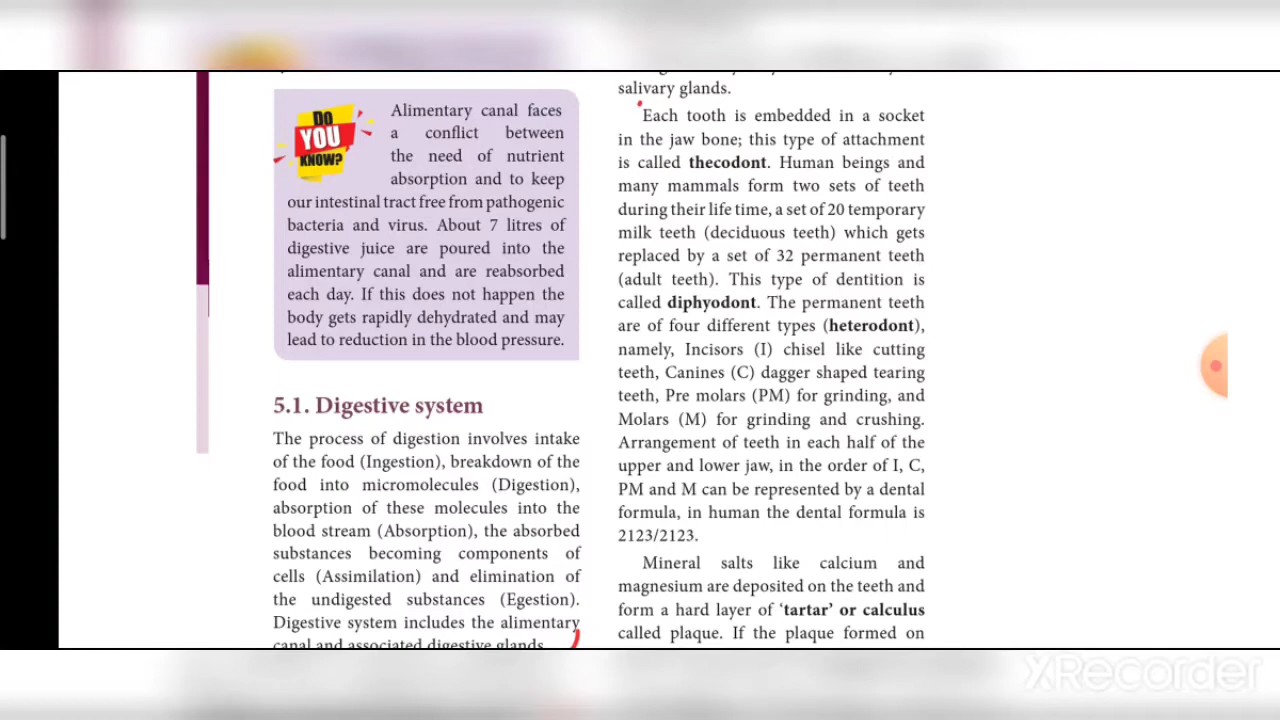 DO
YOU
KNOW?
Alimentary canal faces
a conflict between
the need of nutrient
absorption and to keep
our intestinal tract free from pathogenic
bacteria and virus. About 7 litres of
digestive juice are poured into the
alimentary canal and are reabsorbed
each day. If this does not happen the
body gets rapidly dehydrated and may
lead to reduction in the blood pressure.
5.1. Digestive system
The process of digestion involves intake
of the food (Ingestion), breakdown of the
food into micromolecules (Digestion),
absorption of these molecules into the
blood stream (Absorption), the absorbed
substances becoming components of
cells (Assimilation) and elimination of
the undigested substances (Egestion).
Digestive system includes the alimentary
canal and associated digestive glands.
salivary glands.
Each tooth is embedded in a socket
in the jaw bone; this type of attachment
is called thecodont. Human beings and
many mammals form two sets of teeth
during their life time, a set of 20 temporary
milk teeth (deciduous teeth) which gets
replaced by a set of 32 permanent teeth
(adult teeth). This type of dentition is
called diphyodont. The permanent teeth
are of four different types (heterodont),
namely, Incisors (I) chisel like cutting
teeth, Canines (C) dagger shaped tearing
teeth, Pre molars (PM) for grinding, and
Molars (M) for grinding and crushing.
Arrangement of teeth in each half of the
upper and lower jaw, in the order of I, C,
PM and M can be represented by a dental
formula, in human the dental formula is
2123/2123.
Mineral salts like calcium and
magnesium are deposited on the teeth and
form a hard layer of ‘tartar’ or calculus
called plaque. If the plaque formed on
XRecorder